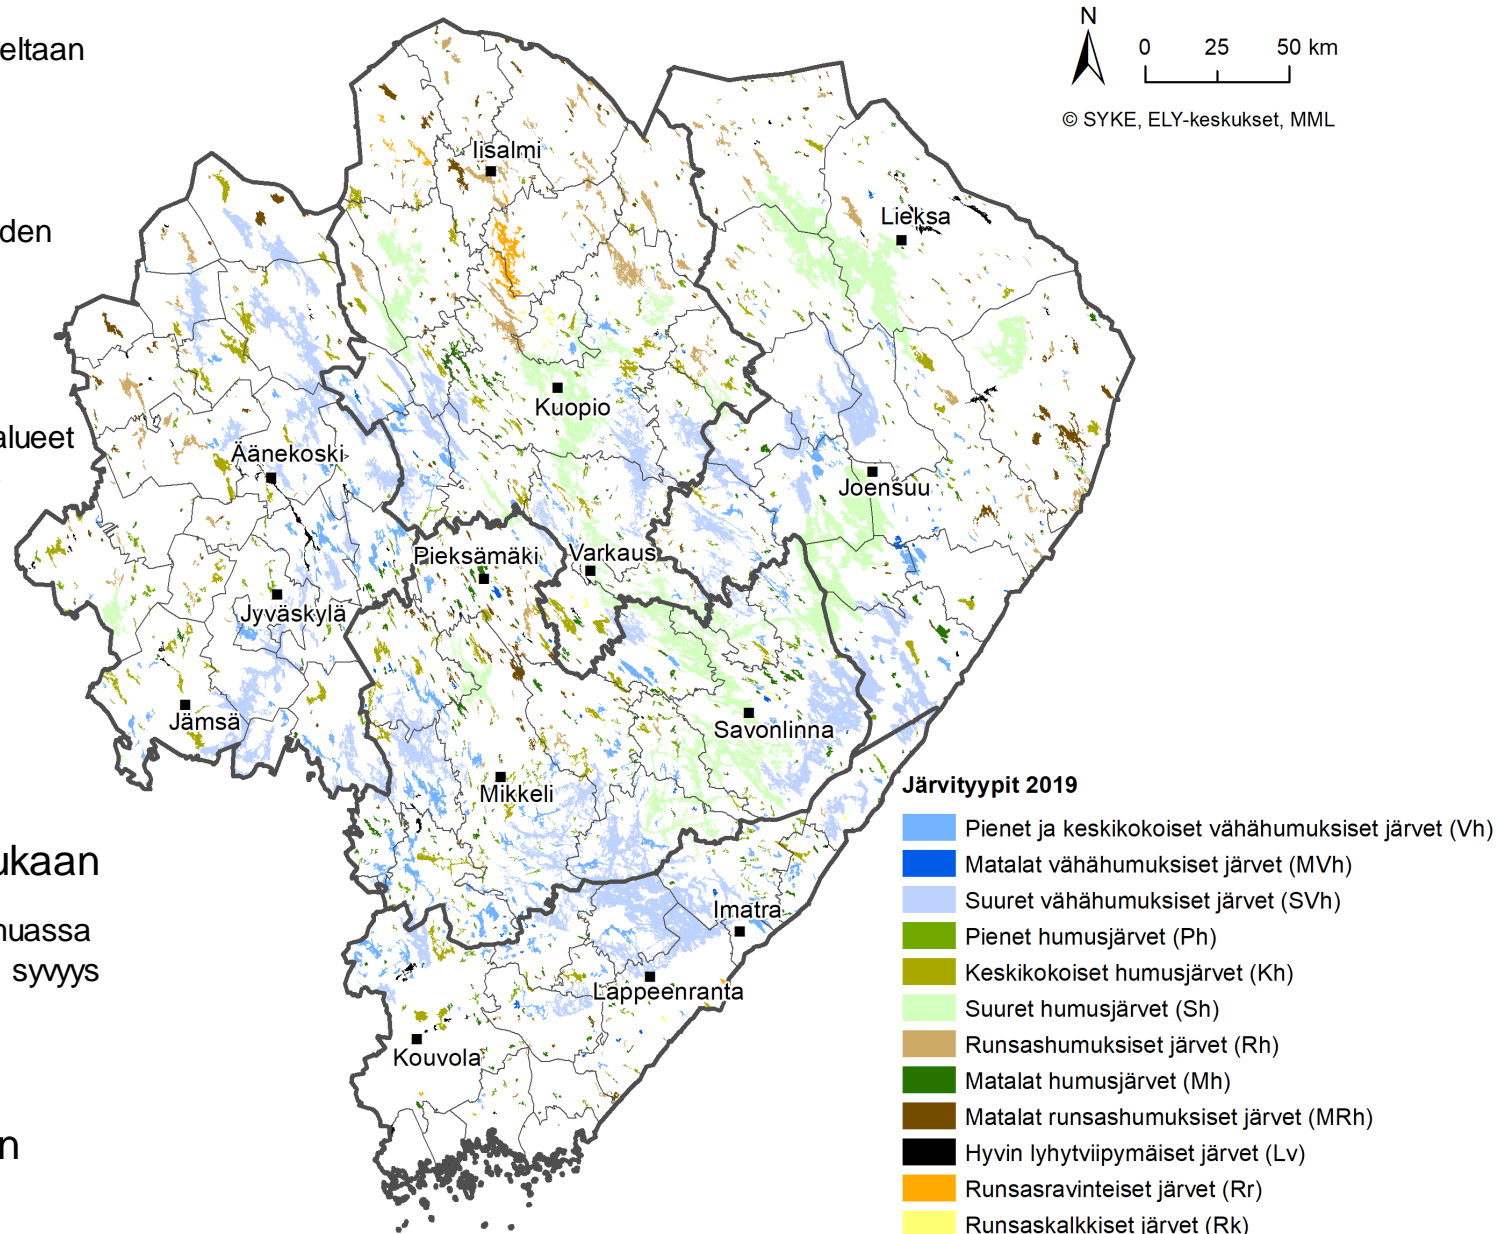 eltaan
den
alueet
ukaan
nuassa
syvyys
n
N
0 25 50 km
© SYKE, ELY-keskukset, MML
Iisalmi
Lieksa
Kuopio
Äänekoski
Joensuu
Pieksämäki
Varkaus
Jyväskylä
Jämsä
Savonlinna
Mikkeli
Imatra
Lappeenranta
Kouvola
Järvityypit 2019
Pienet ja keskikokoiset vähähumuksiset järvet (Vh)
Matalat vähähumuksiset järvet (MVh)
Suuret vähähumuksiset järvet (SVh)
Pienet humusjärvet (Ph)
Keskikokoiset humusjärvet (Kh)
Suuret humusjärvet (Sh)
Runsashumuksiset järvet (Rh)
Matalat humusjärvet (Mh)
Matalat runsashumuksiset järvet (MRh)
Hyvin lyhytviipymäiset järvet (Lv)
Runsasravinteiset järvet (Rr)
Runsaskalkkiset järvet (Rk)